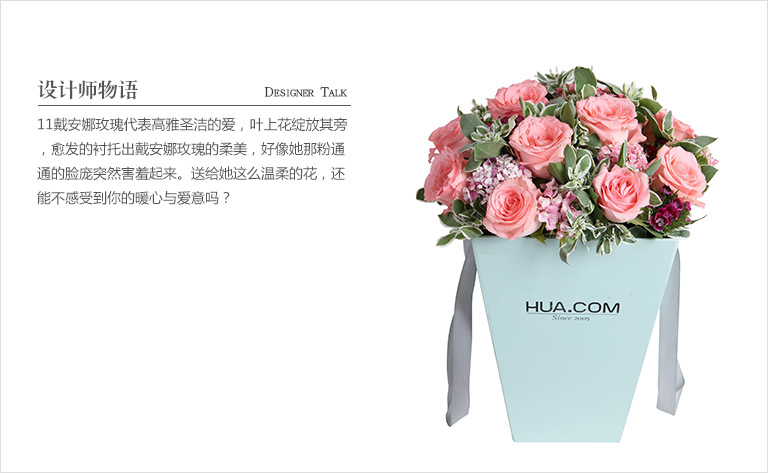 设计师物语
DESIGNER TALK
11戴安娜玫瑰代表高雅圣洁的爱，叶上花绽放其旁
，愈发的衬托出戴安娜玫瑰的柔美，好像她那粉通
通的脸庞突然害羞起来。送给她这么温柔的花，还
能不感受到你的暖心与爱意吗？
HUA.COM
Since 2005